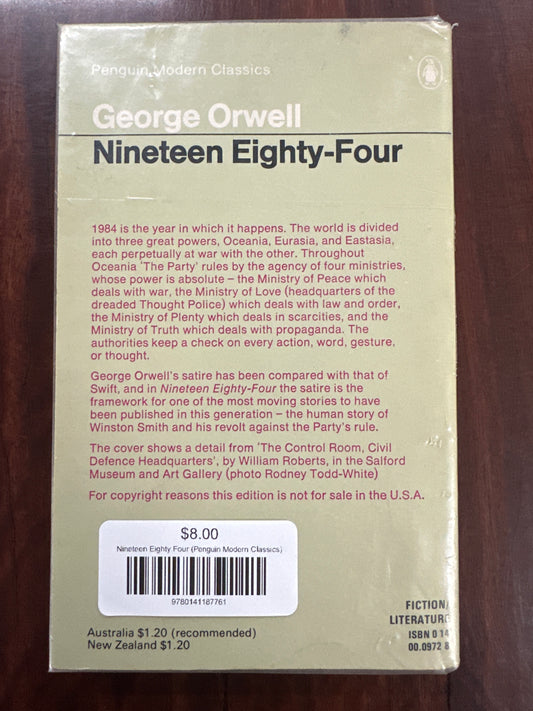 Penguin Modern Classics
George Orwell
Nineteen Eighty-Four
1984 is the year in which it happens. The world is divided
into three great powers, Oceania, Eurasia, and Eastasia,
each perpetually at war with the other. Throughout
Oceania 'The Party' rules by the agency of four ministries,
whose power is absolute – the Ministry of Peace which
deals with war, the Ministry of Love (headquarters of the
dreaded Thought Police) which deals with law and order,
the Ministry of Plenty which deals in scarcities, and the
Ministry of Truth which deals with propaganda. The
authorities keep a check on every action, word, gesture,
or thought.
George Orwell's satire has been compared with that of
Swift, and in Nineteen Eighty-Four the satire is the
framework for one of the most moving stories to have
been published in this generation – the human story of
Winston Smith and his revolt against the Party's rule.
The cover shows a detail from 'The Control Room, Civil
Defence Headquarters', by William Roberts, in the Salford
Museum and Art Gallery (photo Rodney Todd-White)
For copyright reasons this edition is not for sale in the U.S.A.
$8.00
Nineteen Eighty Four (Penguin Modern Classics)
9780141187761
Australia $1.20 (recommended)
New Zealand $1.20
FICTION/
LITERATURE
ISBN 0 14
00.0972 8